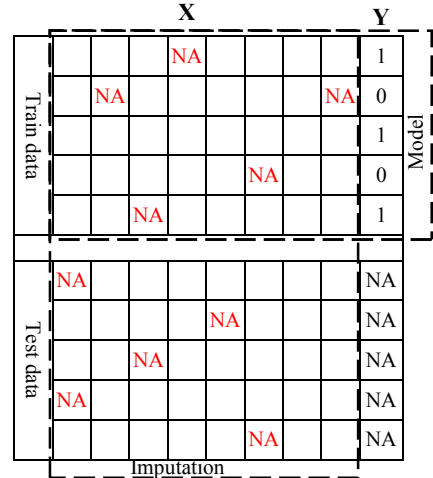 X Y
Train data
NA 1
NA NA 0
1
NA 0
NA 1
Model
Test data
NA NA
NA NA
NA NA
NA NA
NA NA
Imputation